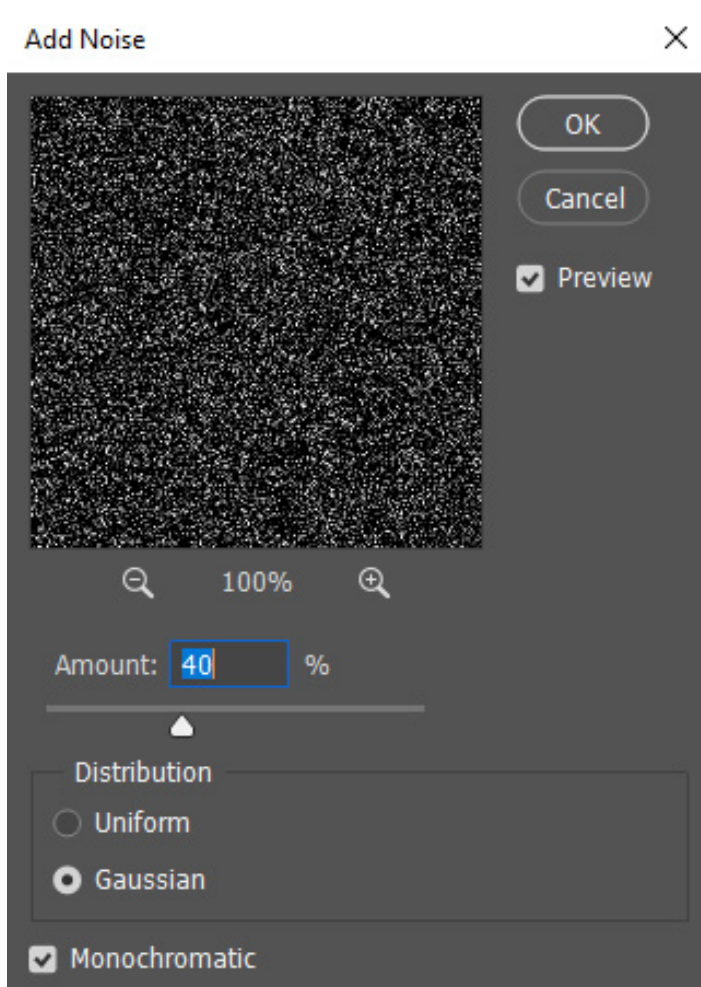 Add Noise
OK
Cancel
Preview
100%
Amount: 40 %
Distribution
Uniform
Gaussian
Monochromatic